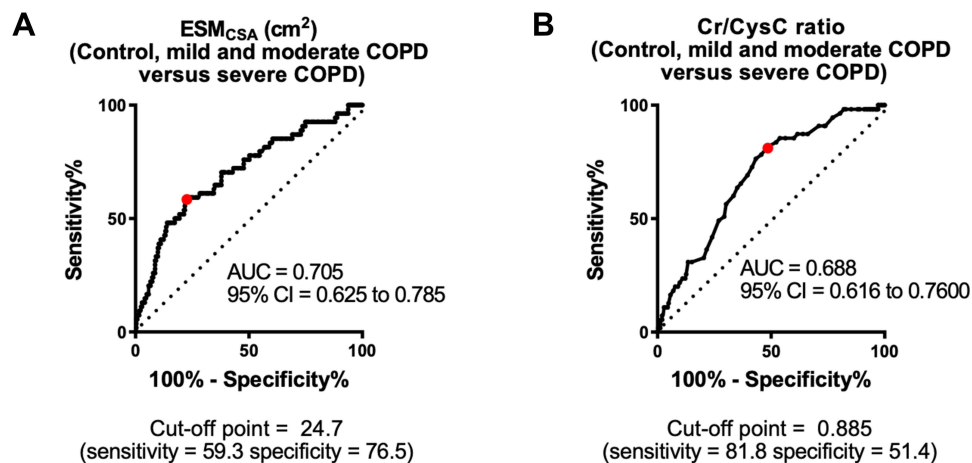 A
ESMCSA (cm²)
(Control, mild and moderate COPD
versus severe COPD)
100
50
0
Sensitivity%
AUC = 0.705
95% CI = 0.625 to 0.785
0 50 100
100% - Specificity%
Cut-off point = 24.7
(sensitivity = 59.3 specificity = 76.5)
B
Cr/CysC ratio
(Control, mild and moderate COPD
versus severe COPD)
100
50
0
Sensitivity%
AUC = 0.688
95% CI = 0.616 to 0.7600
0 50 100
100% - Specificity%
Cut-off point = 0.885
(sensitivity = 81.8 specificity = 51.4)